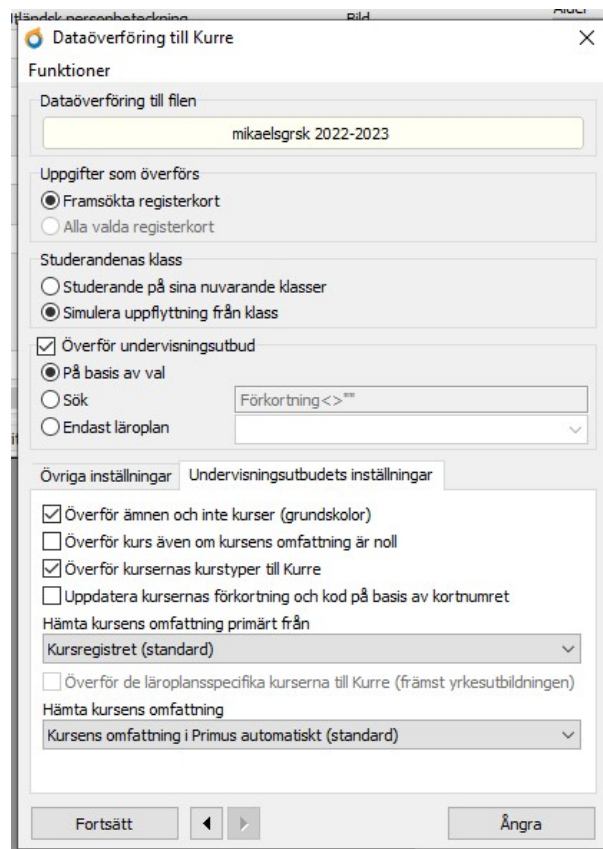 tländsk personbeteckning Bild Ålder
Dataöverföring till Kurre
Funktioner
Dataöverföring till filen
mikaelsgrsk 2022-2023
Uppgifter som överförs
Framsökta registerkort
Alla valda registerkort
Studerandenas klass
Studerande på sina nuvarande klasser
Simulera uppflyttning från klass
Överför undervisningsutbud
På basis av val
Sök Förkortning<>""
Endast läroplan
Övriga inställningar Undervisningsutbudets inställningar
Överför ämnen och inte kurser (grundskolor)
Överför kurs även om kursens omfattning är noll
Överför kursernas kurstyper till Kurre
Uppdatera kursernas förkortning och kod på basis av kortnumret
Hämta kursens omfattning primärt från
Kursregistret (standard)
Överför de läroplansspecifika kurserna till Kurre (främst yrkesutbildningen)
Hämta kursens omfattning
Kursens omfattning i Primus automatiskt (standard)
Fortsätt Ångra